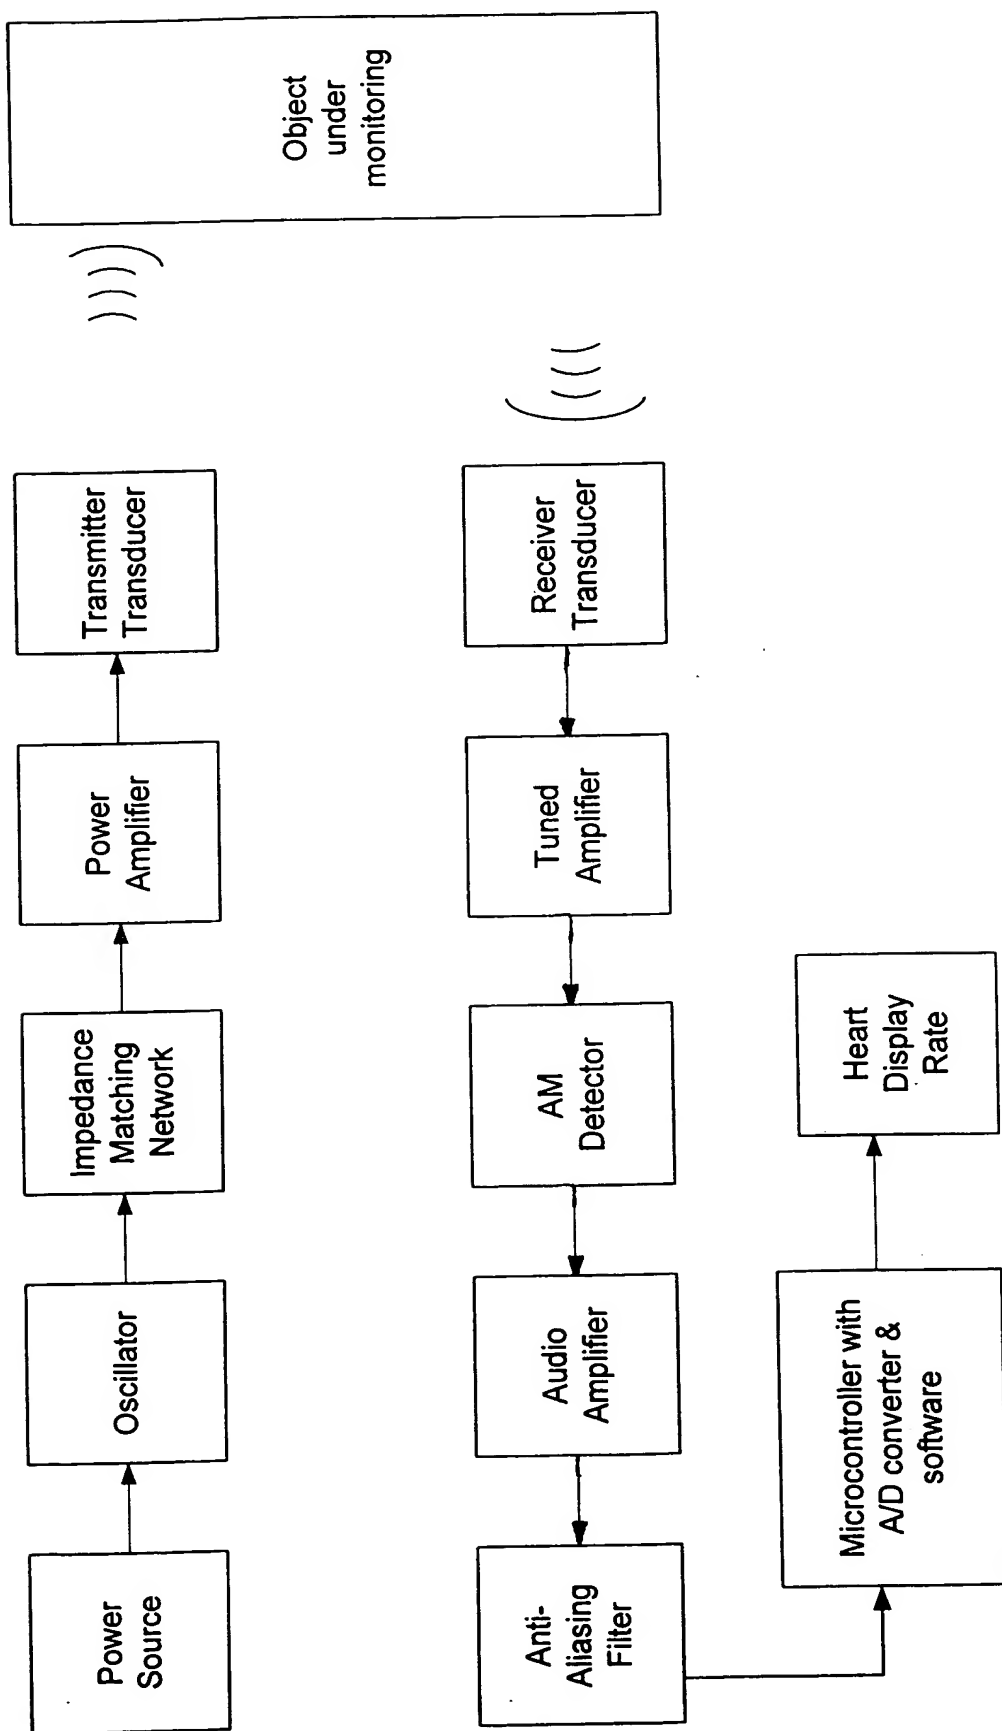 Power
Source
Oscillator
Impedance
Matching
Network
Power
Amplifier
Transmitter
Transducer
Object
under
monitoring
Receiver
Transducer
Tuned
Amplifier
AM
Detector
Audio
Amplifier
Anti-
Aliasing
Filter
Microcontroller with
A/D converter &
software
Heart
Display
Rate